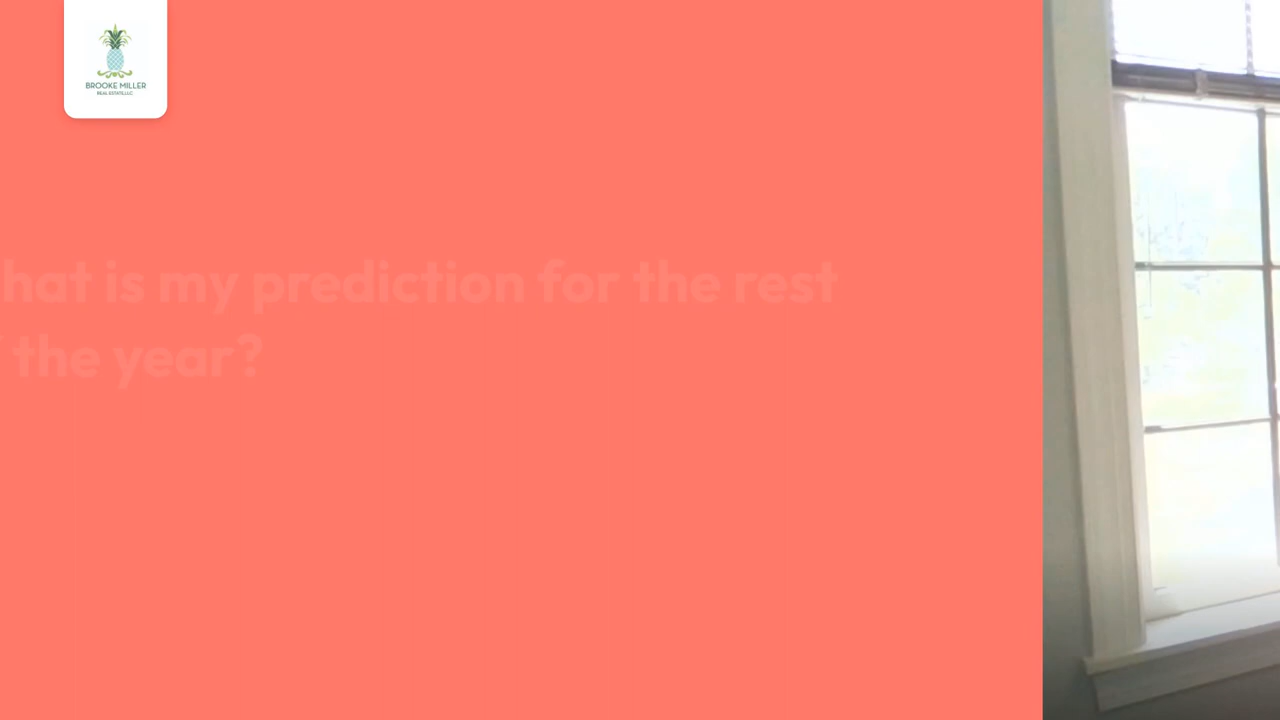 BROOKE MILLER
REAL ESTATE, LLC
hat is my prediction for the rest
the year?